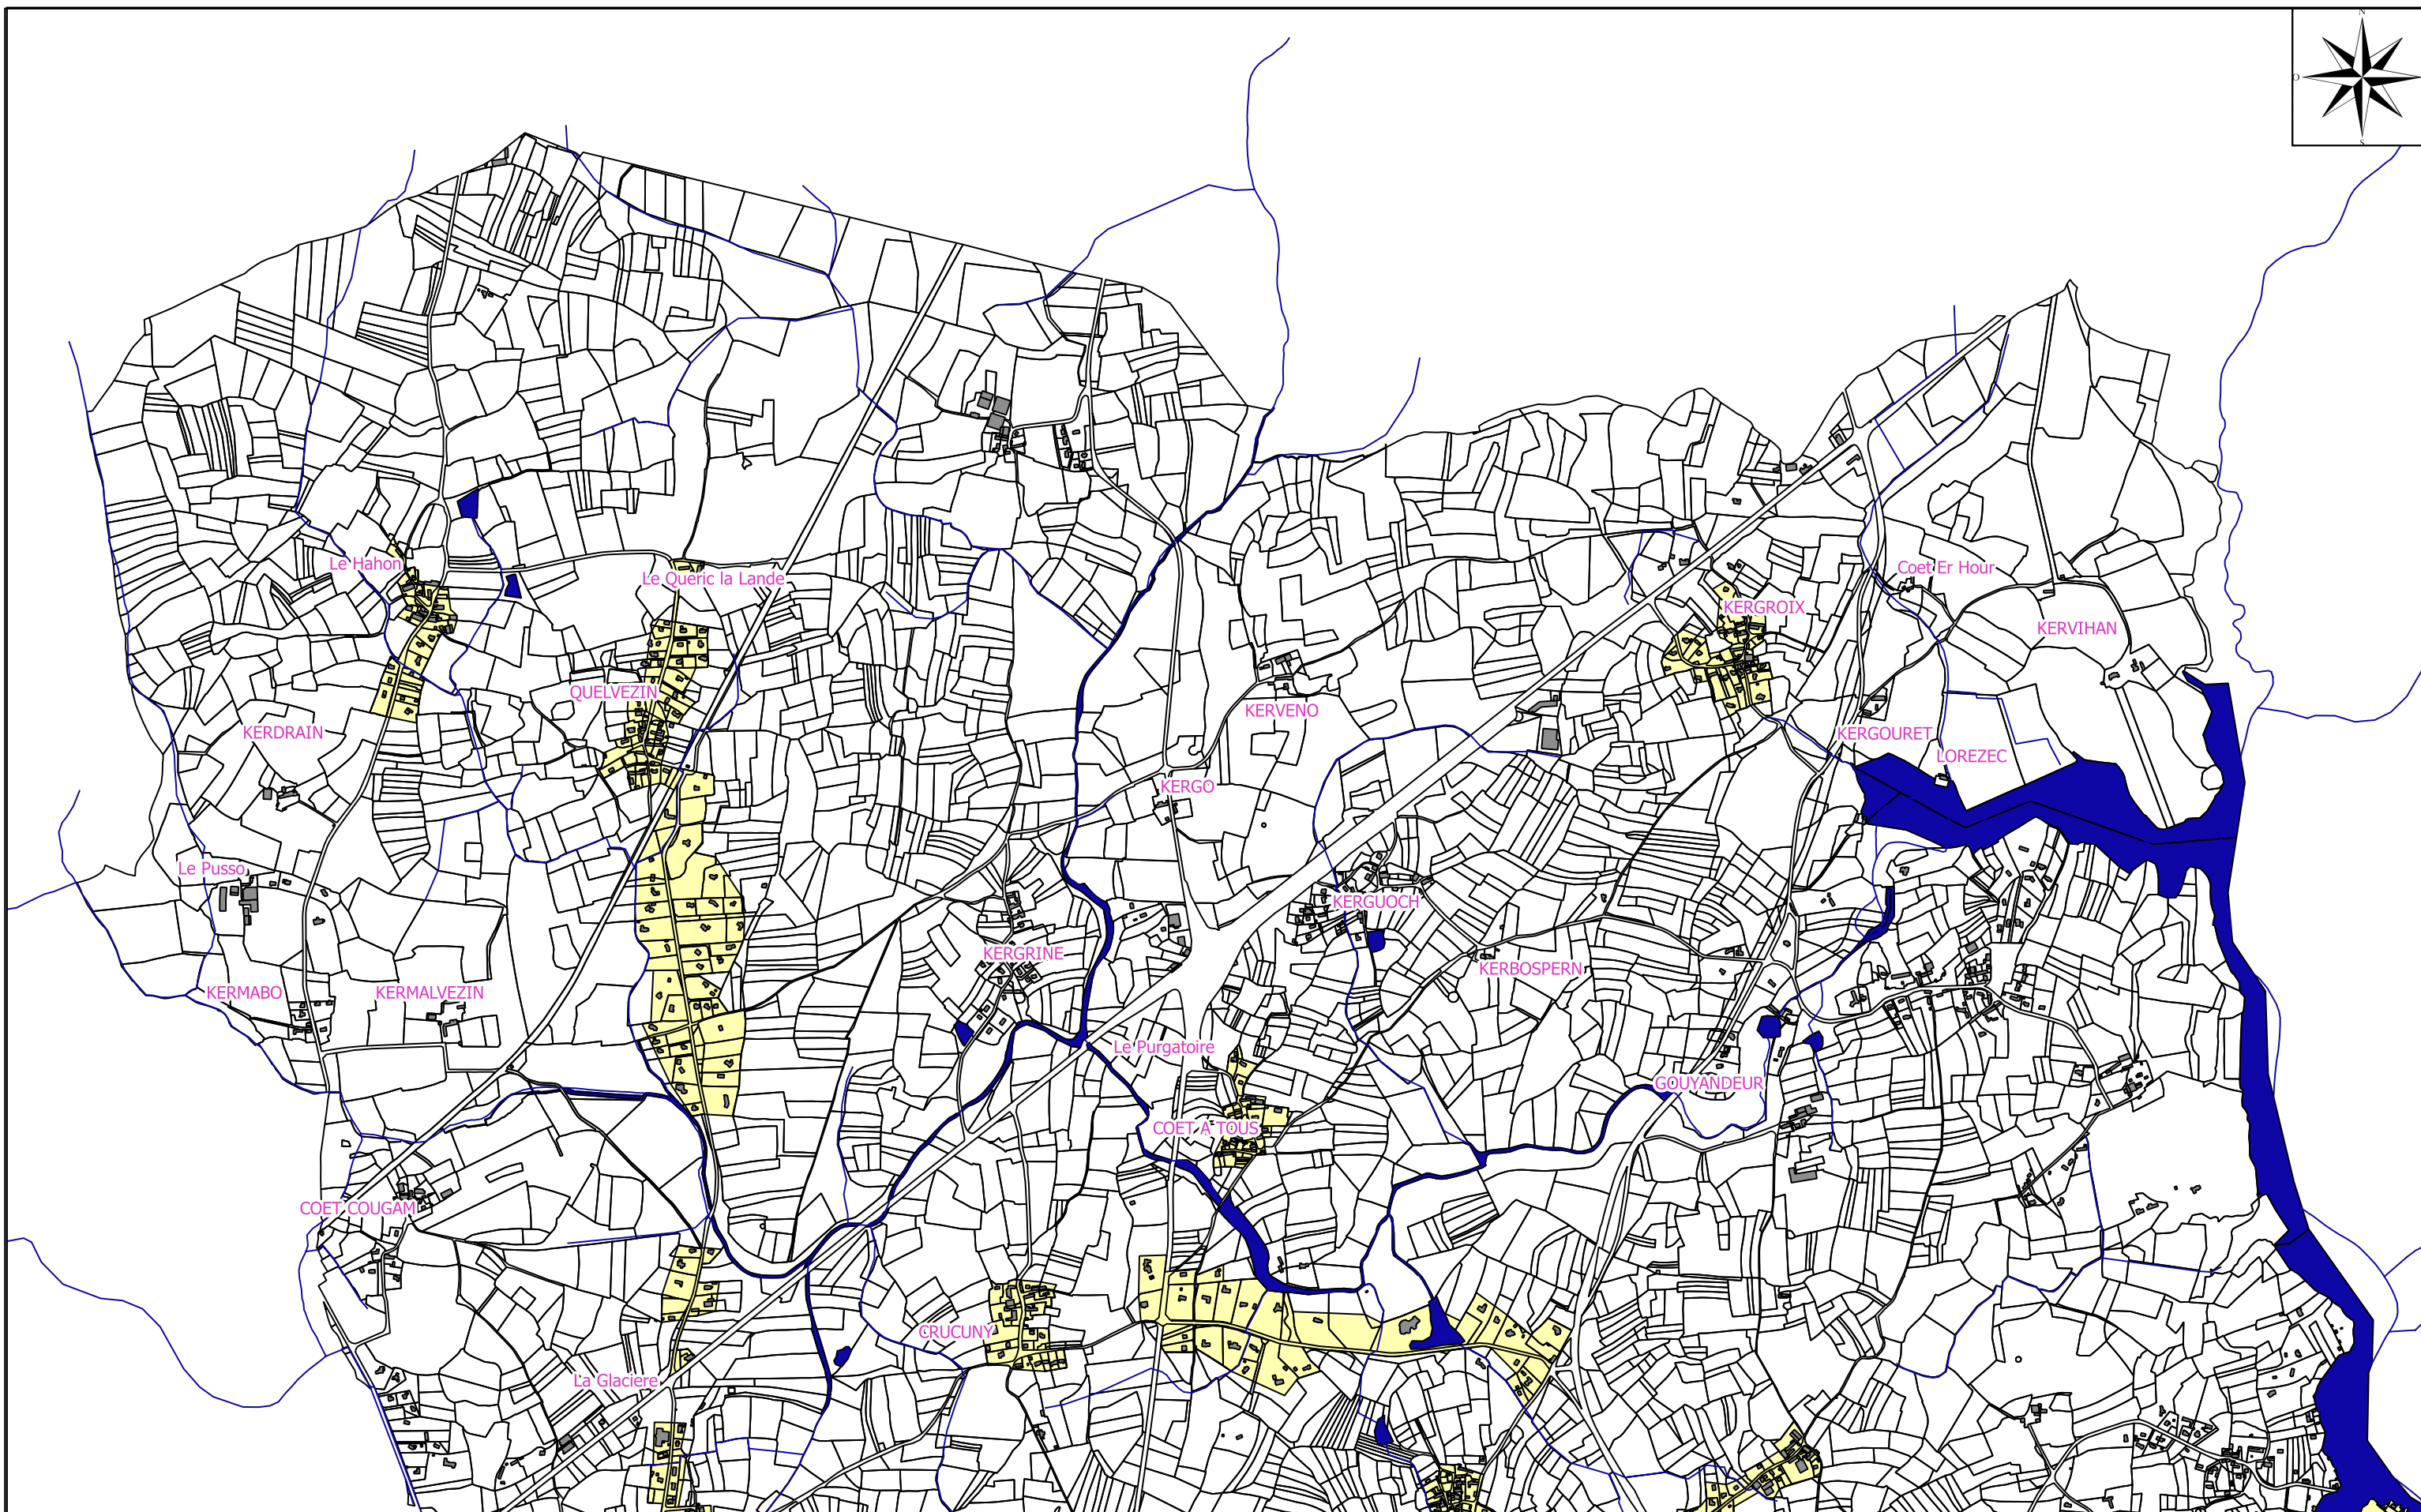 N
O
S
Le Hahon
Le Queric la Lande
Coet Er Hour
KERGROIX
KERVIHAN
QUELVEZIN
KERVENO
KERDRAIN
KERGOURET
LOREZEC
KERGO
Le Pusso
KERGUOCH
KERGRINE
KERBOSPERN
KERMABO
KERMALVEZIN
Le Purgatoire
GOUYANDEUR
COET A TOUS
COET COUGAM
CRUCUNY
La Glaciere